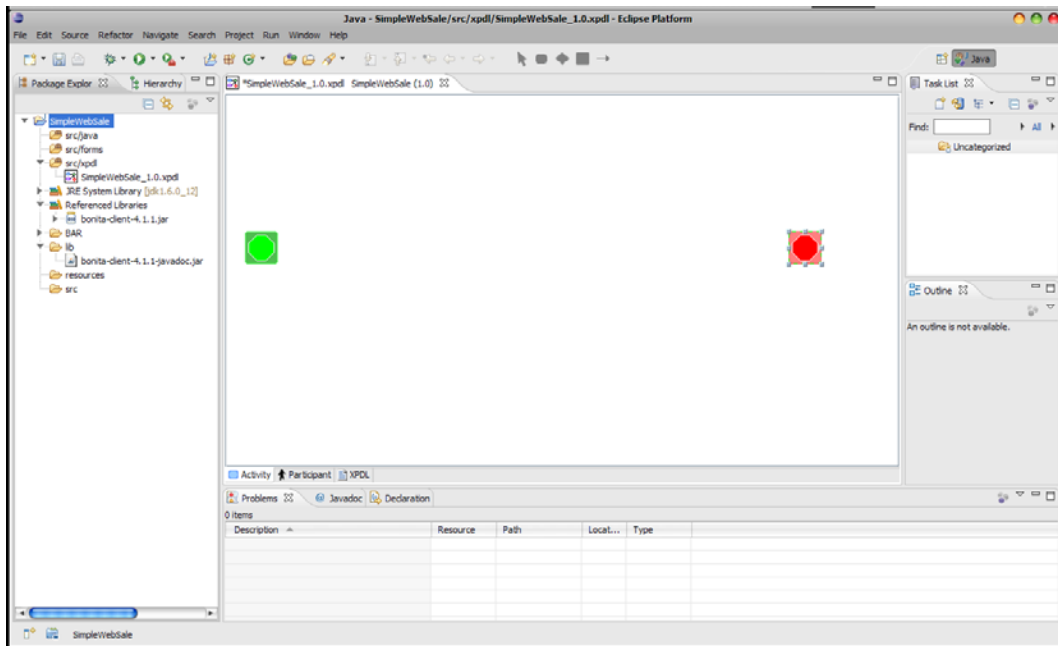 Java - SimpleWebSale/src/xpdl/SimpleWebSale_1.0.xpdl - Eclipse Platform
File Edit Source Refactor Navigate Search Project Run Window Help
Java
Package Explor Hierarchy
SimpleWebSale
src/java
src/forms
src/xpdl
SimpleWebSale_1.0.xpdl
JRE System Library [jdk1.6.0_12]
Referenced Libraries
bonita-client-4.1.1.jar
BAR
lib
bonita-client-4.1.1-javadoc.jar
resources
src
*SimpleWebSale_1.0.xpdl SimpleWebSale (1.0)
Activity Participant XPDL
Task List
Find: All
Uncategorized
Outline
An outline is not available.
Problems Javadoc Declaration
0 items
Description Resource Path Locat... Type
SimpleWebSale